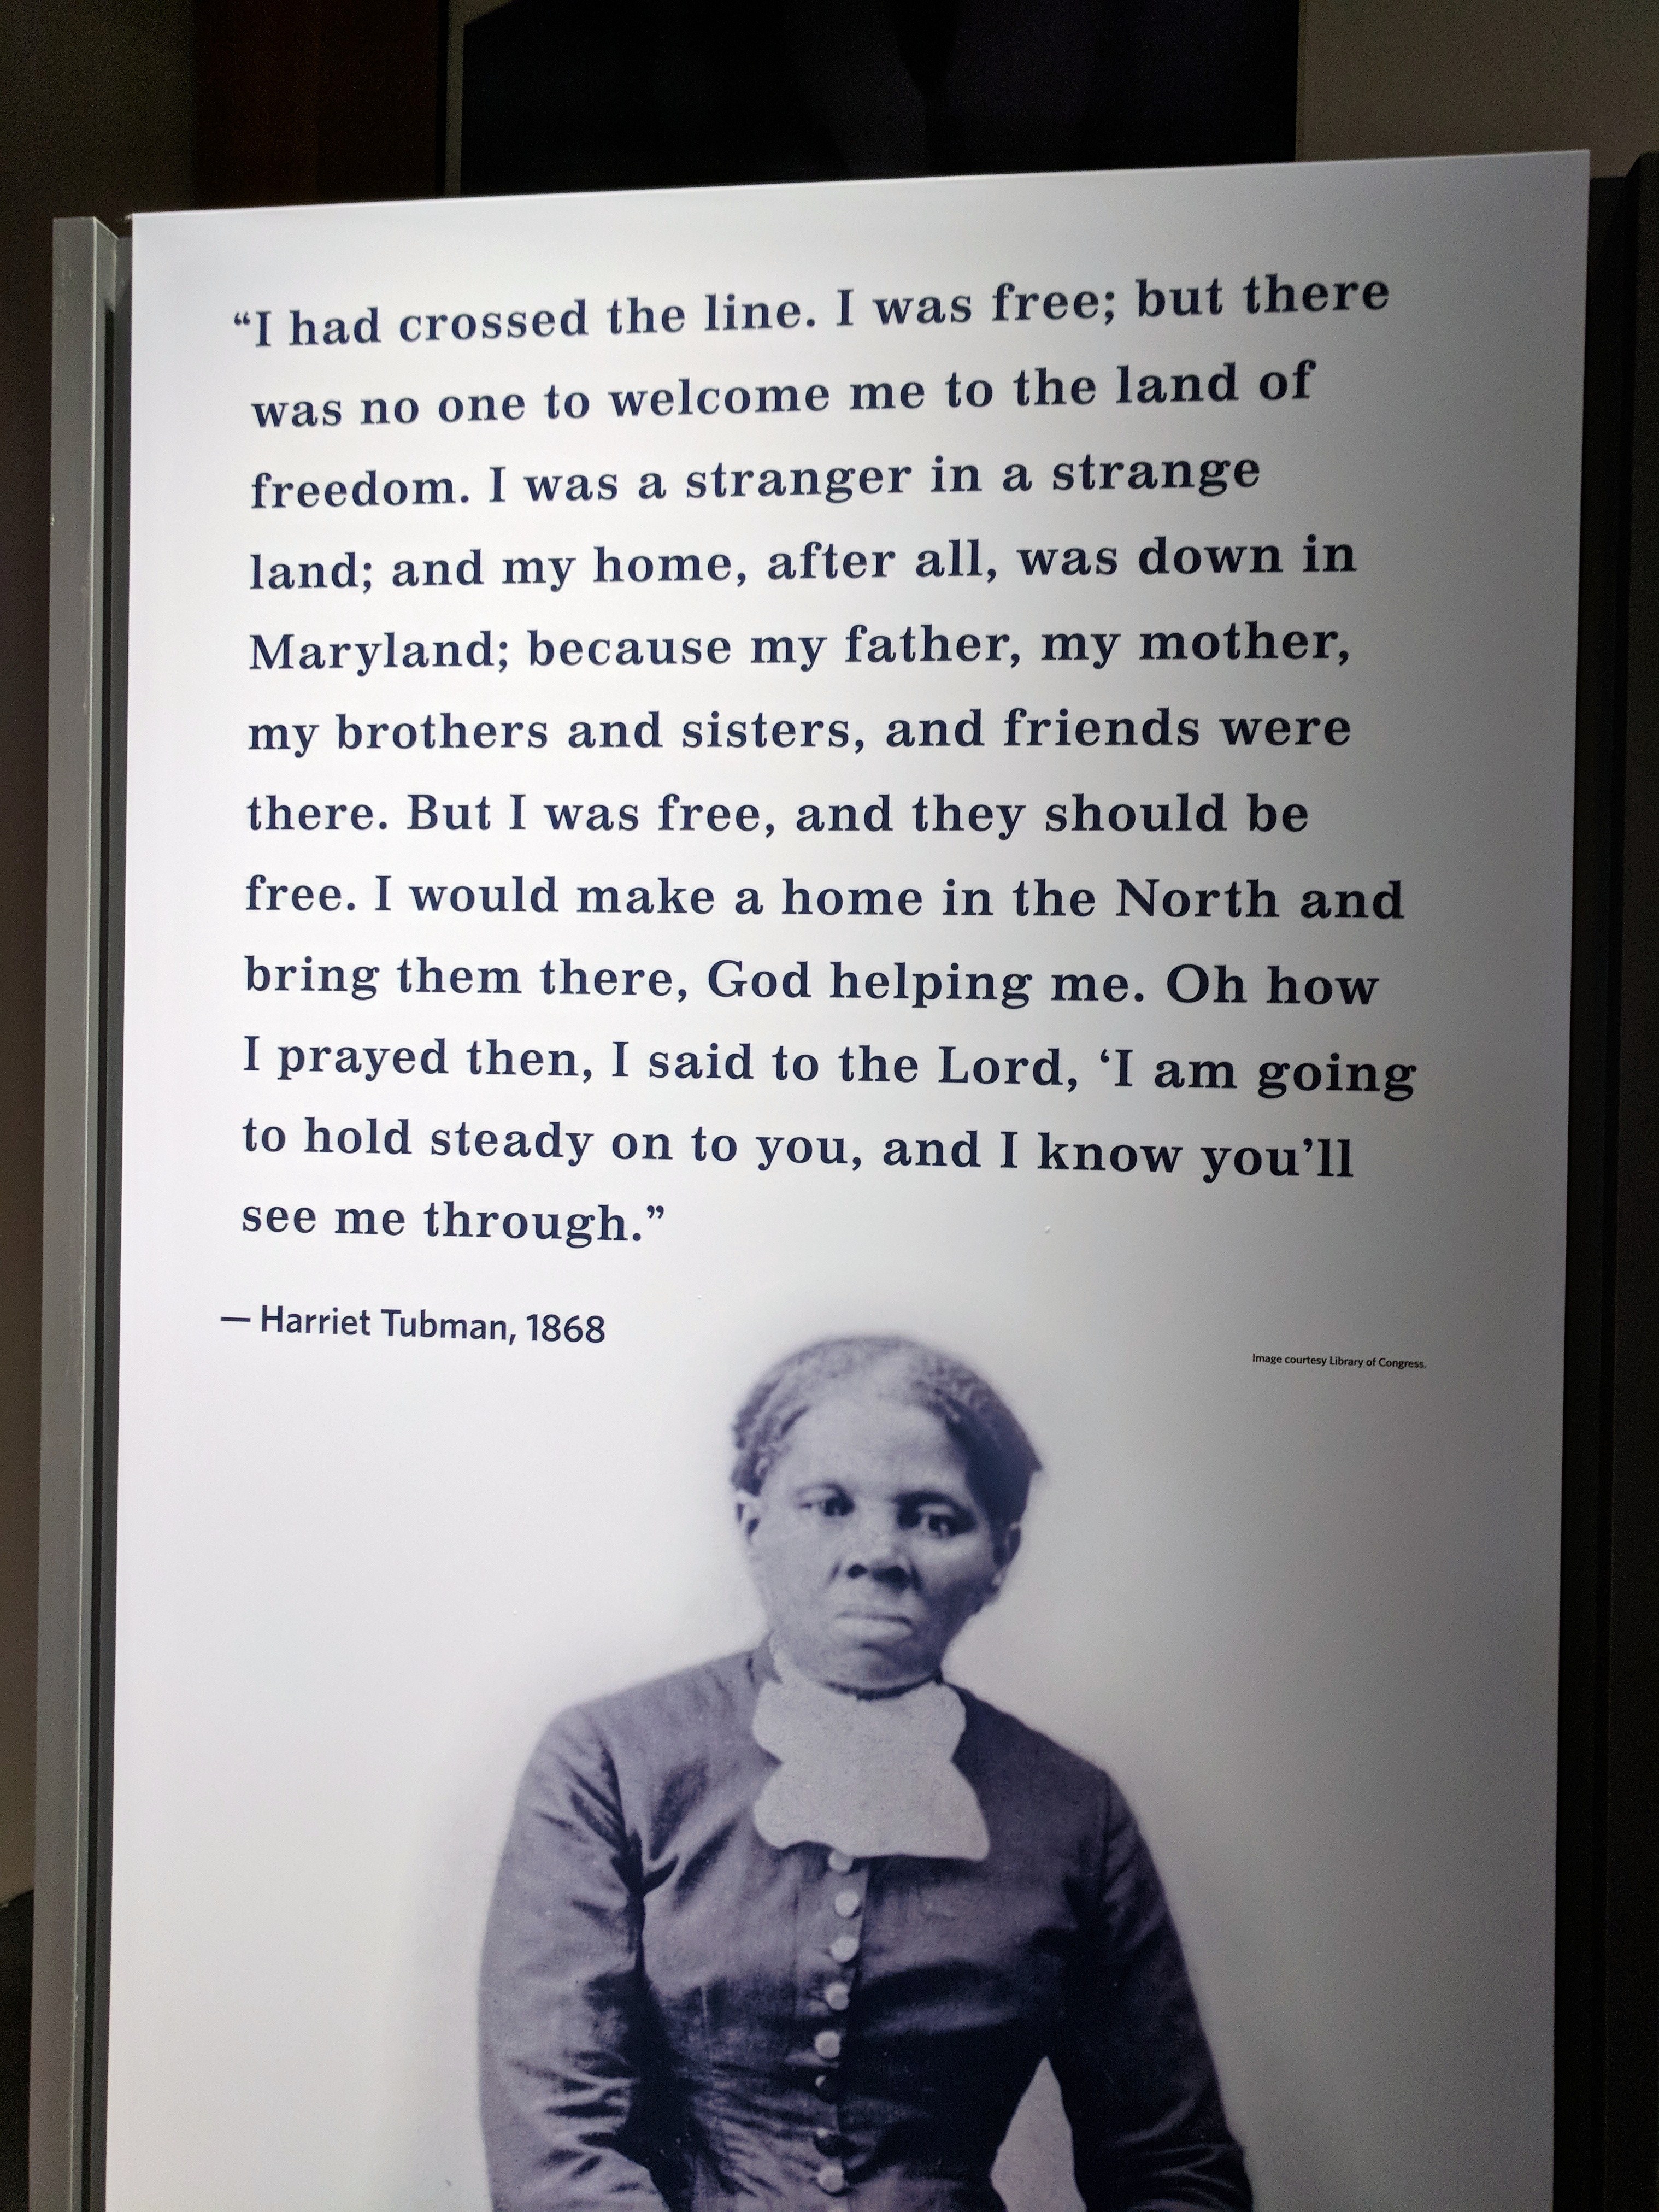 “I had crossed the line. I was free; but there
was no one to welcome me to the land of
freedom. I was a stranger in a strange
land; and my home, after all, was down in
Maryland; because my father, my mother,
my brothers and sisters, and friends were
there. But I was free, and they should be
free. I would make a home in the North and
bring them there, God helping me. Oh how
I prayed then, I said to the Lord, ‘I am going
to hold steady on to you, and I know you’ll
see me through.”
— Harriet Tubman, 1868
Image courtesy Library of Congress.